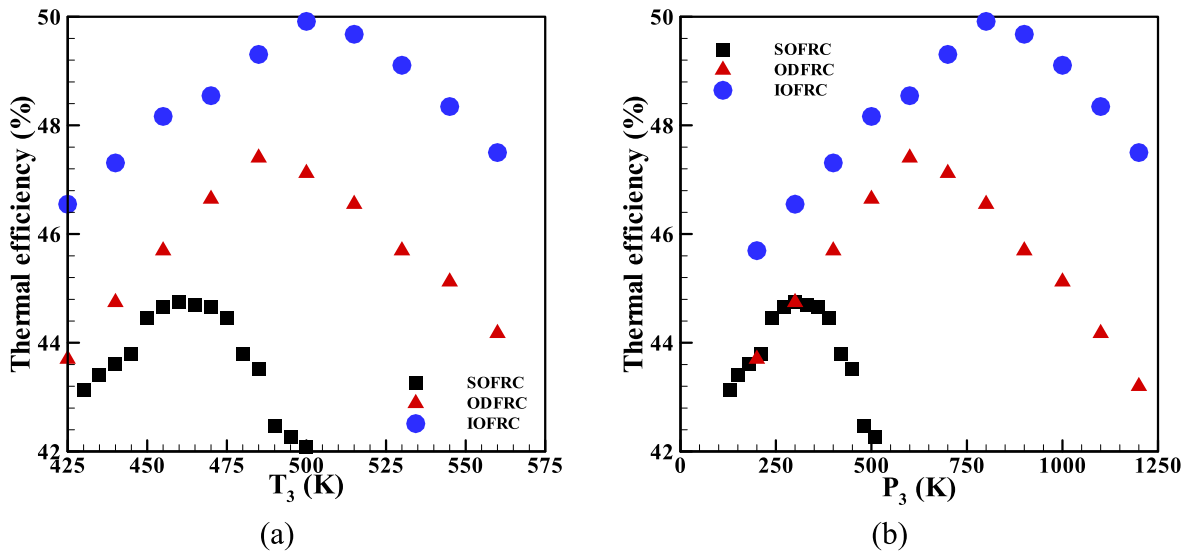 Thermal efficiency (%)
50
48
46
44
42
SOFRC
ODFRC
IOFRC
425 450 475 500 525 550 575
T3 (K)
(a)
Thermal efficiency (%)
50
48
46
44
42
SOFRC
ODFRC
IOFRC
0 250 500 750 1000 1250
P3 (K)
(b)